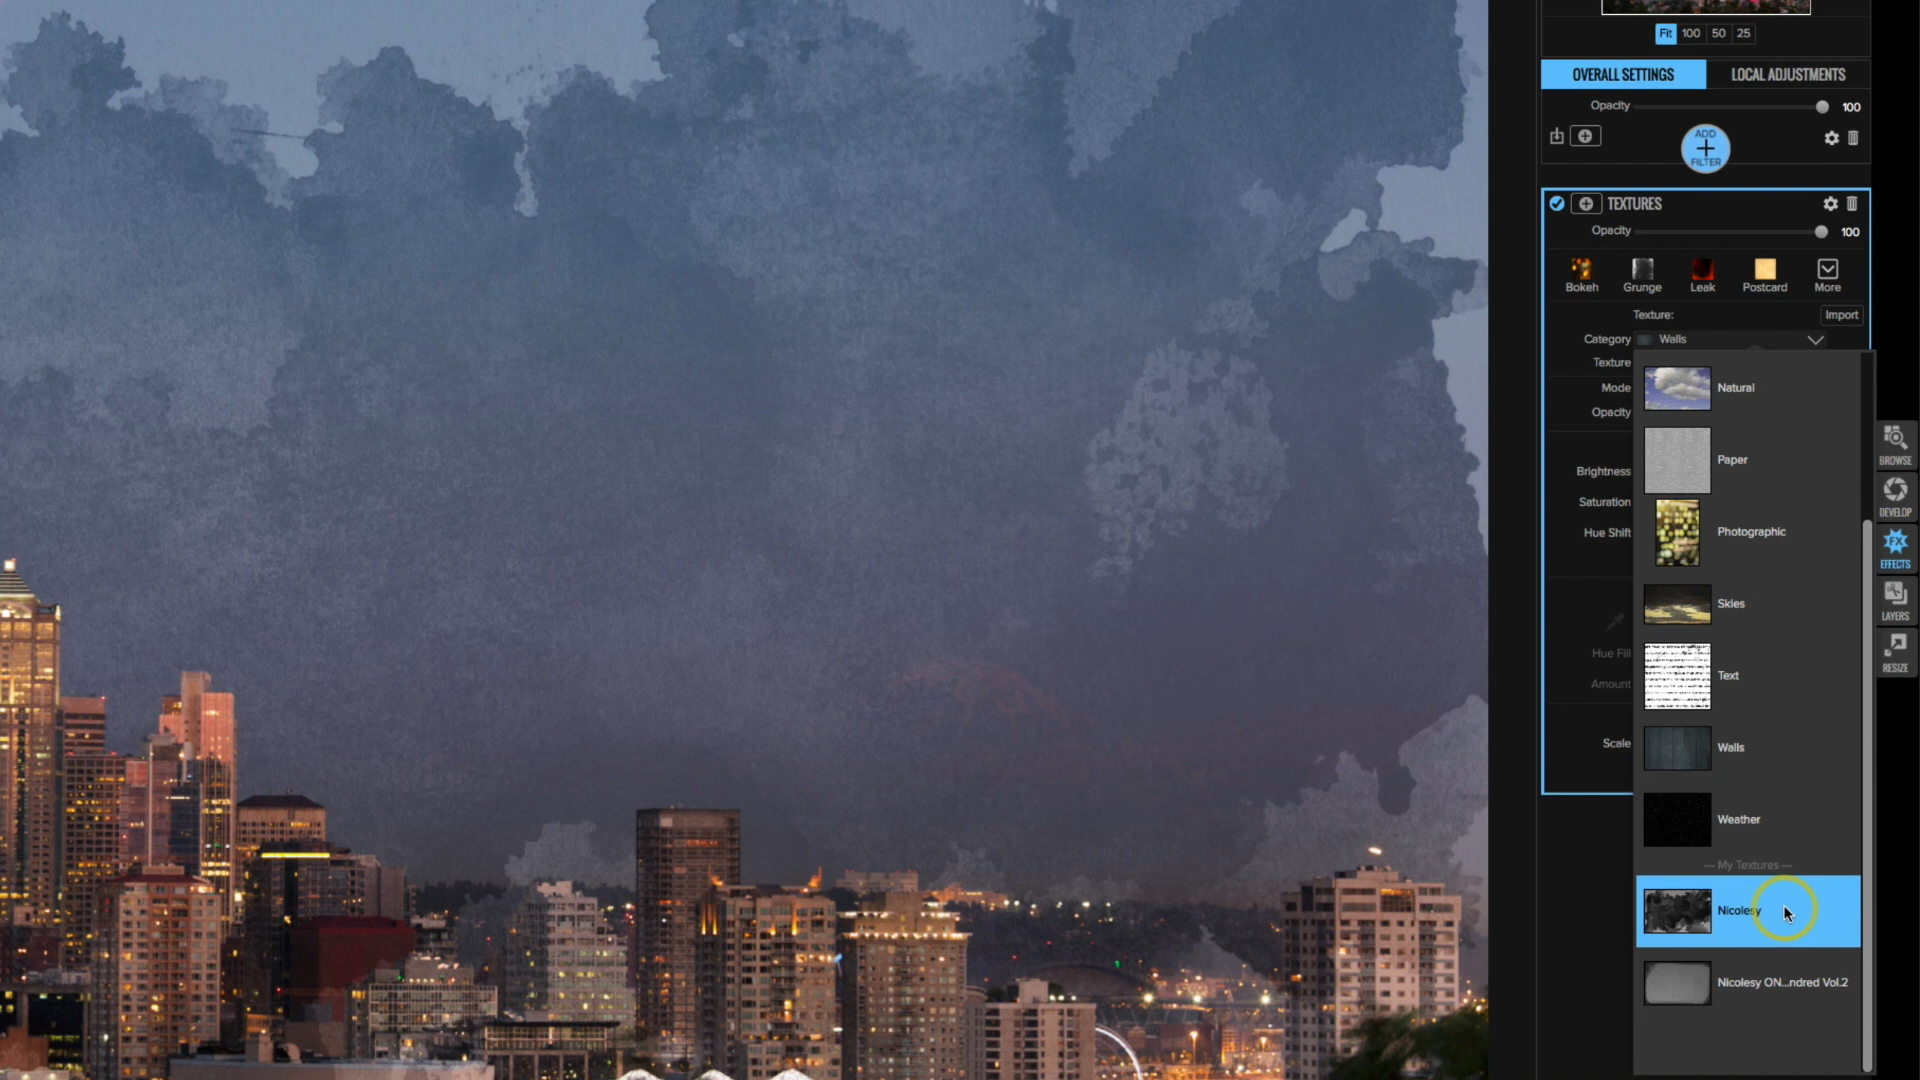 Fit 100 50 25
OVERALL SETTINGS LOCAL ADJUSTMENTS
Opacity 100
ADD
FILTER
TEXTURES
Opacity 100
Bokeh Grunge Leak Postcard More
Texture: Import
Category Walls
Texture
Mode
Opacity
Brightness
Saturation
Hue Shift
Hue Fill
Amount
Scale
Natural
Paper
Photographic
Skies
Text
Walls
Weather
— My Textures —
Nicolesy
Nicolesy ON...ndred Vol.2
BROWSE
DEVELOP
FX
EFFECTS
LAYERS
RESIZE